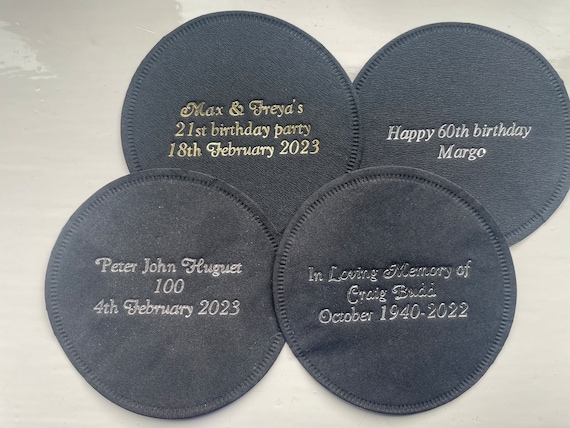 Max & Freya's
21st birthday party
18th February 2023
Happy 60th birthday
Margo
Peter John Huguet
100
4th February 2023
In Loving Memory of
Craig Budd
October 1940-2022